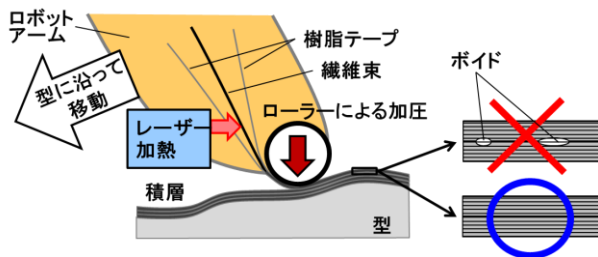 ロボット
アーム
樹脂テープ
繊維束
ボイド
型に沿って
移動
ローラーによる加圧
レーザー
加熱
積層
型